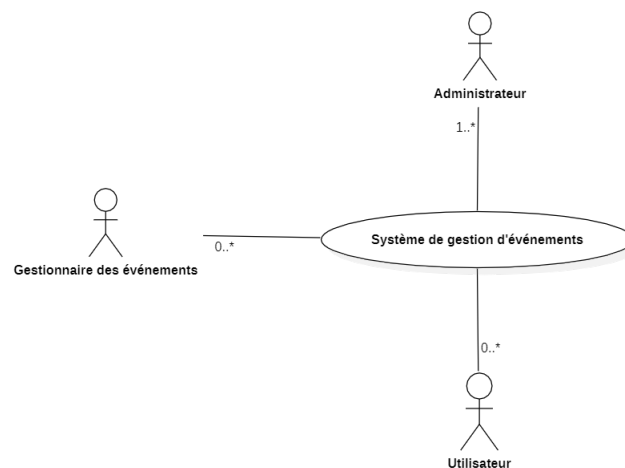 Administrateur
1..*
Système de gestion d'événements
0..*
Gestionnaire des événements
0..*
Utilisateur